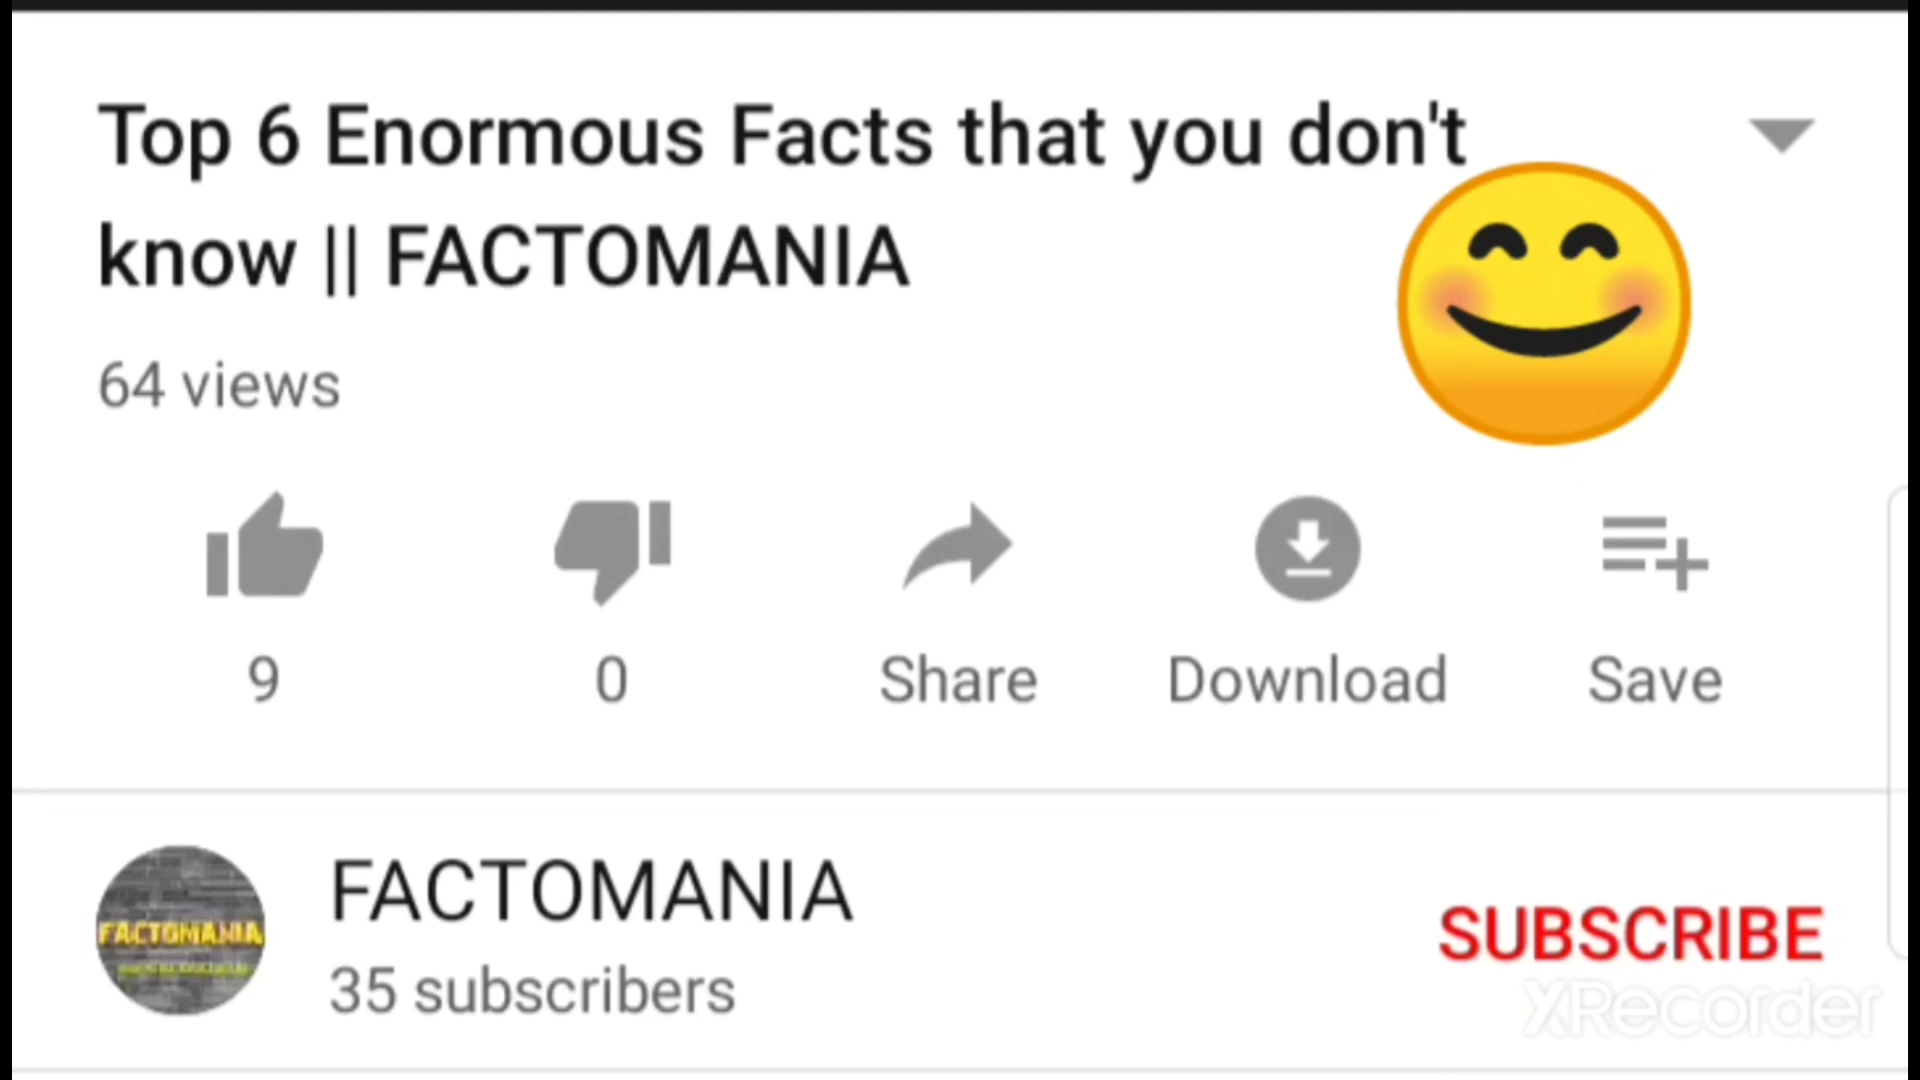 Top 6 Enormous Facts that you don't
know || FACTOMANIA
64 views
9
0
Share
Download
Save
FACTOMANIA
FACTOMANIA
35 subscribers
SUBSCRIBE
XRecorder